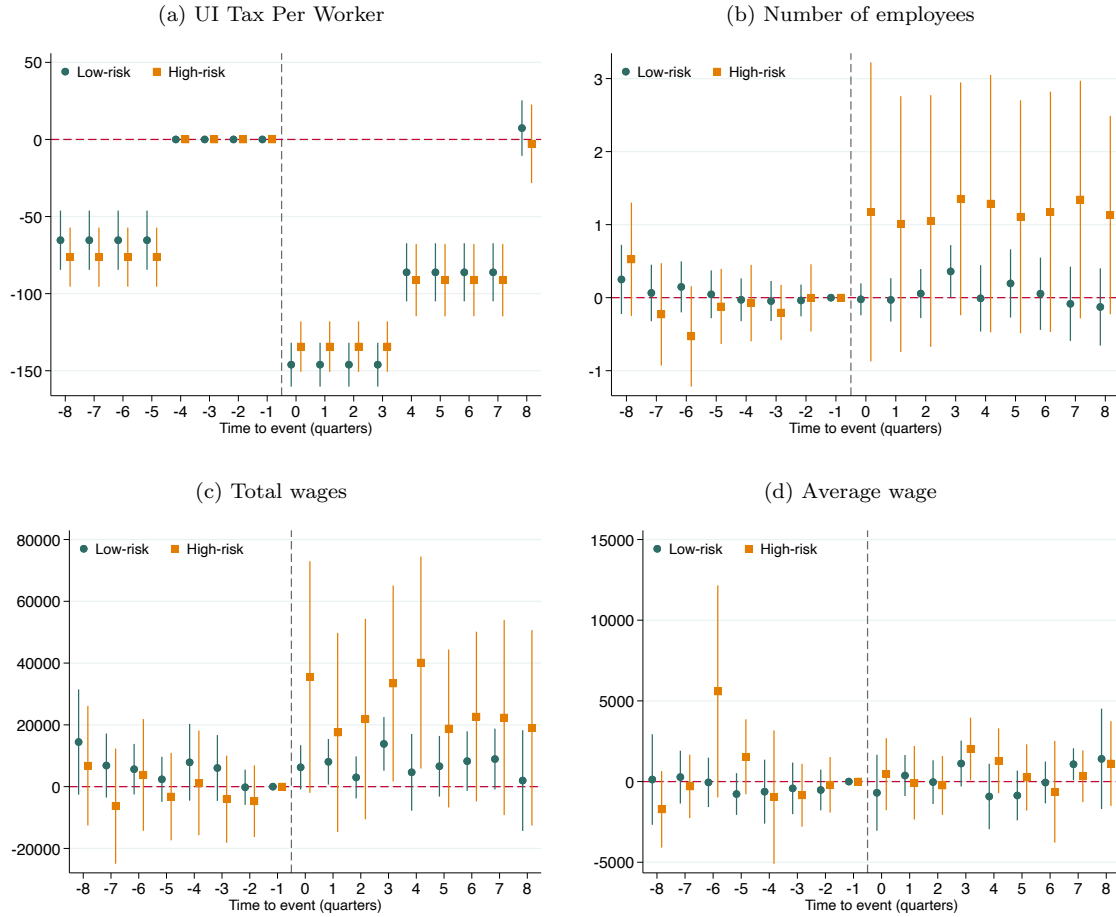 (a) UI Tax Per Worker
Low-risk High-risk
50
0
-50
-100
-150
-8 -7 -6 -5 -4 -3 -2 -1 0 1 2 3 4 5 6 7 8
Time to event (quarters)
(b) Number of employees
Low-risk High-risk
3
2
1
0
-1
-8 -7 -6 -5 -4 -3 -2 -1 0 1 2 3 4 5 6 7 8
Time to event (quarters)
(c) Total wages
Low-risk High-risk
80000
60000
40000
20000
0
-20000
-8 -7 -6 -5 -4 -3 -2 -1 0 1 2 3 4 5 6 7 8
Time to event (quarters)
(d) Average wage
Low-risk High-risk
15000
10000
5000
0
-5000
-8 -7 -6 -5 -4 -3 -2 -1 0 1 2 3 4 5 6 7 8
Time to event (quarters)